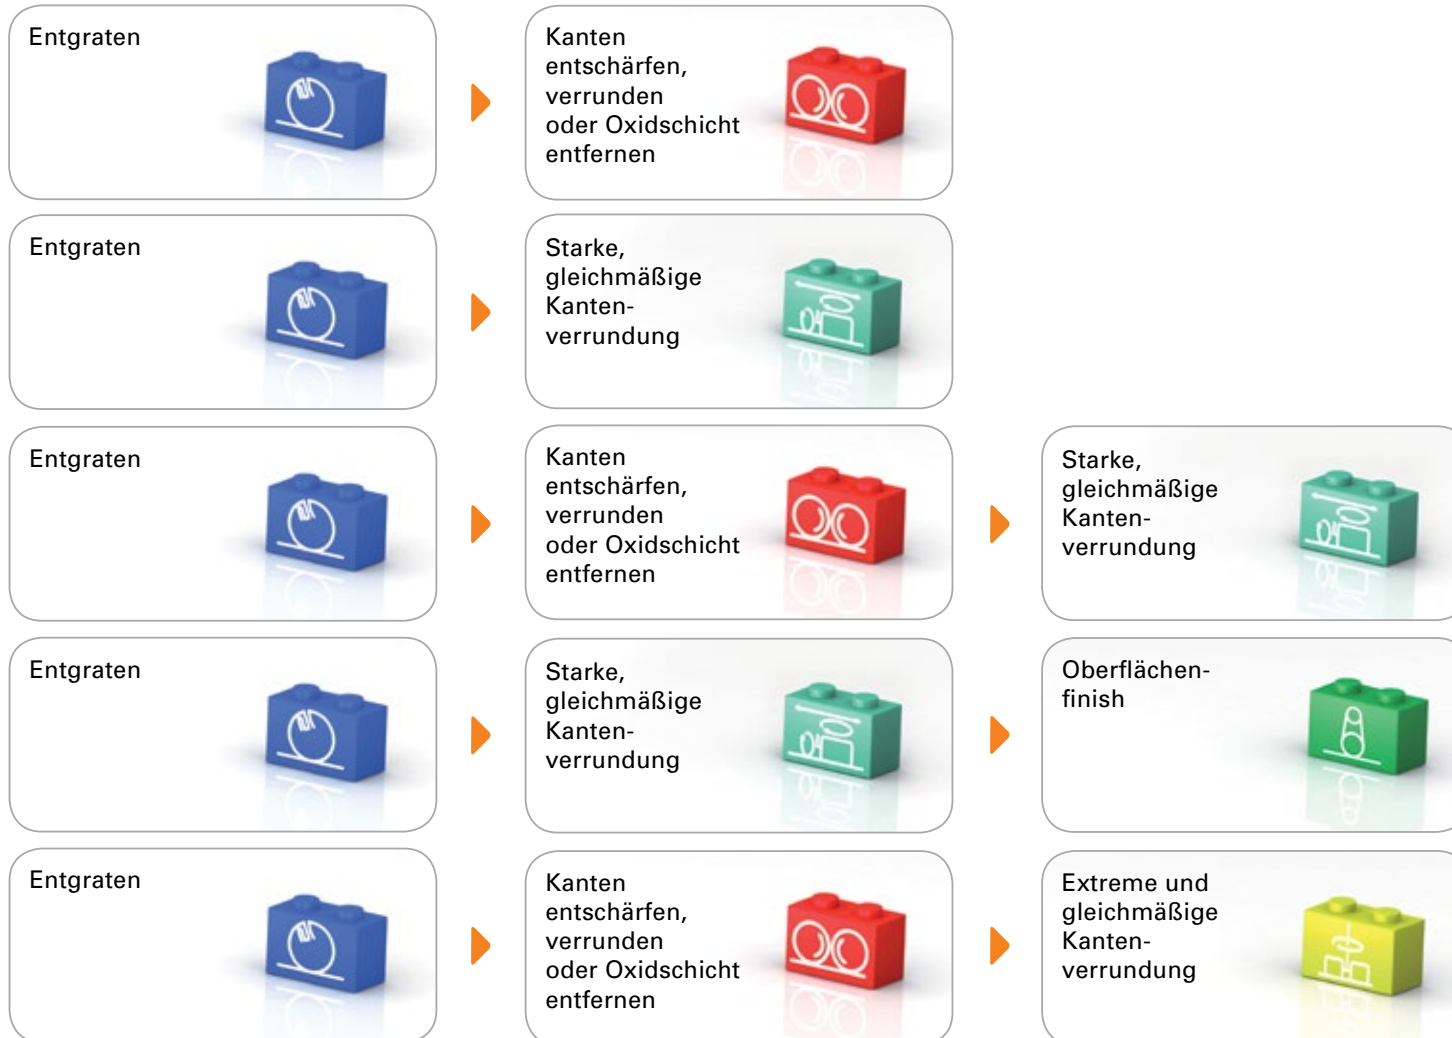 Entgraten
Kanten
entschärfen,
verrunden
oder Oxidschicht
entfernen
Entgraten
Starke,
gleichmäßige
Kanten-
verrundung
Entgraten
Kanten
entschärfen,
verrunden
oder Oxidschicht
entfernen
Starke,
gleichmäßige
Kanten-
verrundung
Entgraten
Starke,
gleichmäßige
Kanten-
verrundung
Oberflächen-
finish
Entgraten
Kanten
entschärfen,
verrunden
oder Oxidschicht
entfernen
Extreme und
gleichmäßige
Kanten-
verrundung